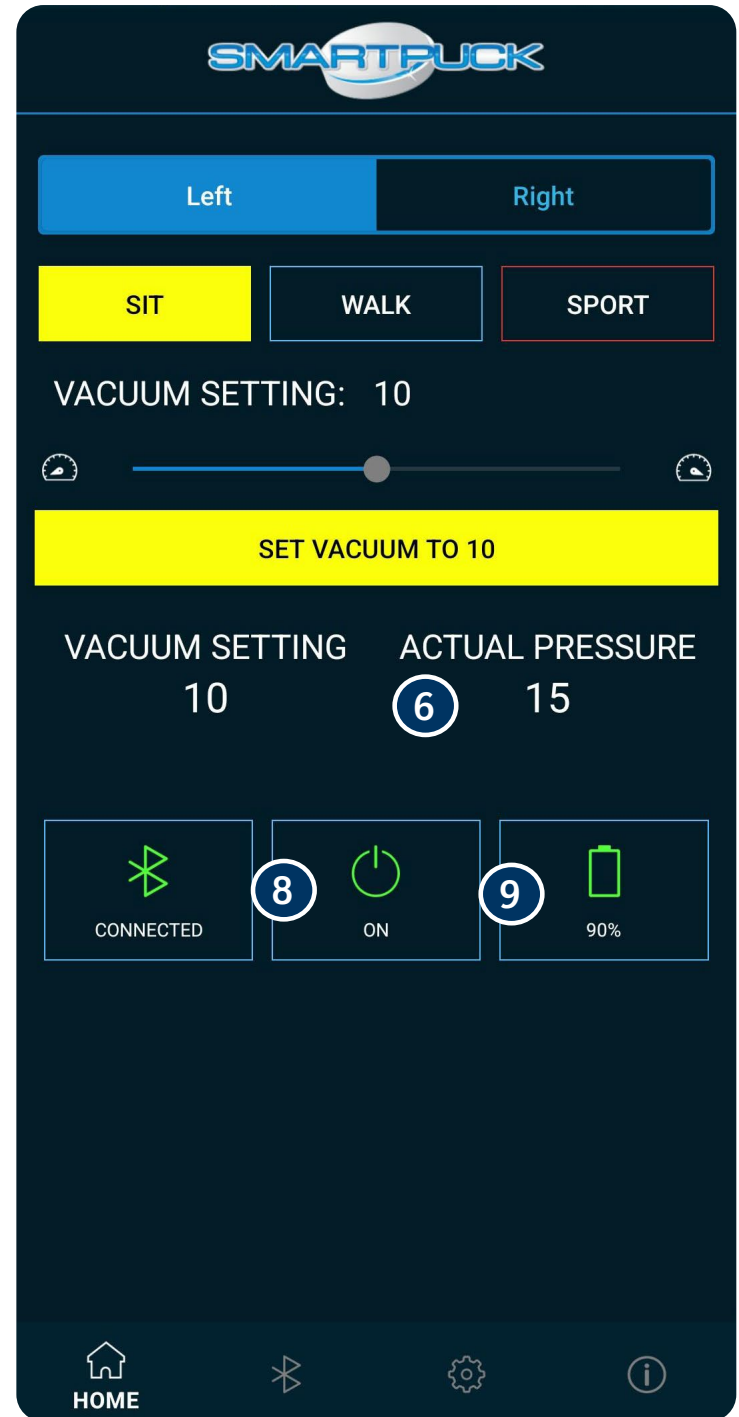 SMARTPUCK
Left Right
SIT WALK SPORT
VACUUM SETTING: 10
SET VACUUM TO 10
VACUUM SETTING ACTUAL PRESSURE
10 6 15
8 9
CONNECTED ON 90%
HOME